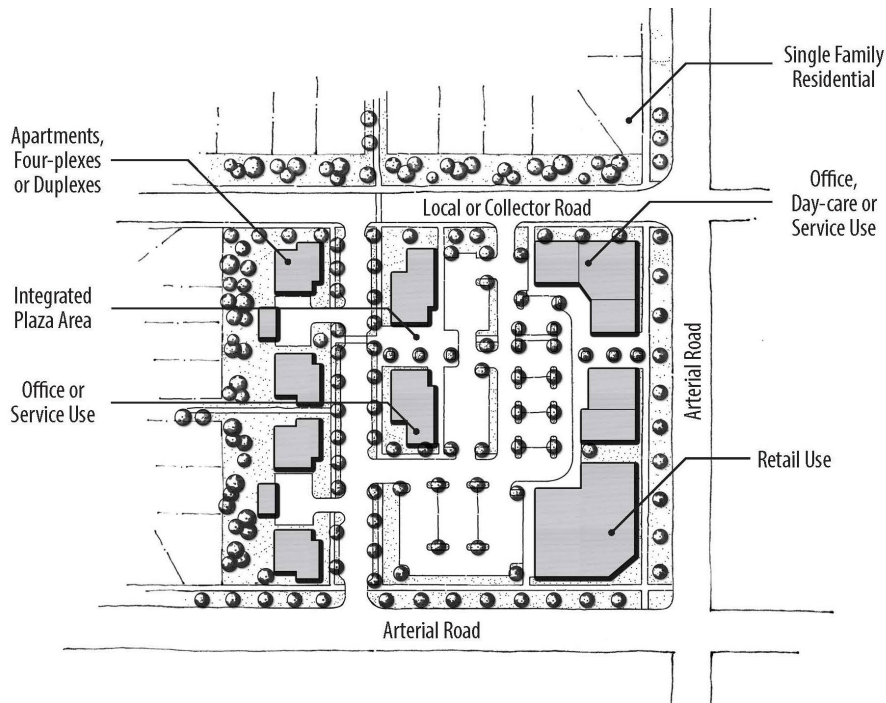 Single Family
Residential
Apartments,
Four-plexes
or Duplexes
Office,
Day-care or
Service Use
Local or Collector Road
Integrated
Plaza Area
Arterial Road
Office or
Service Use
Retail Use
Arterial Road